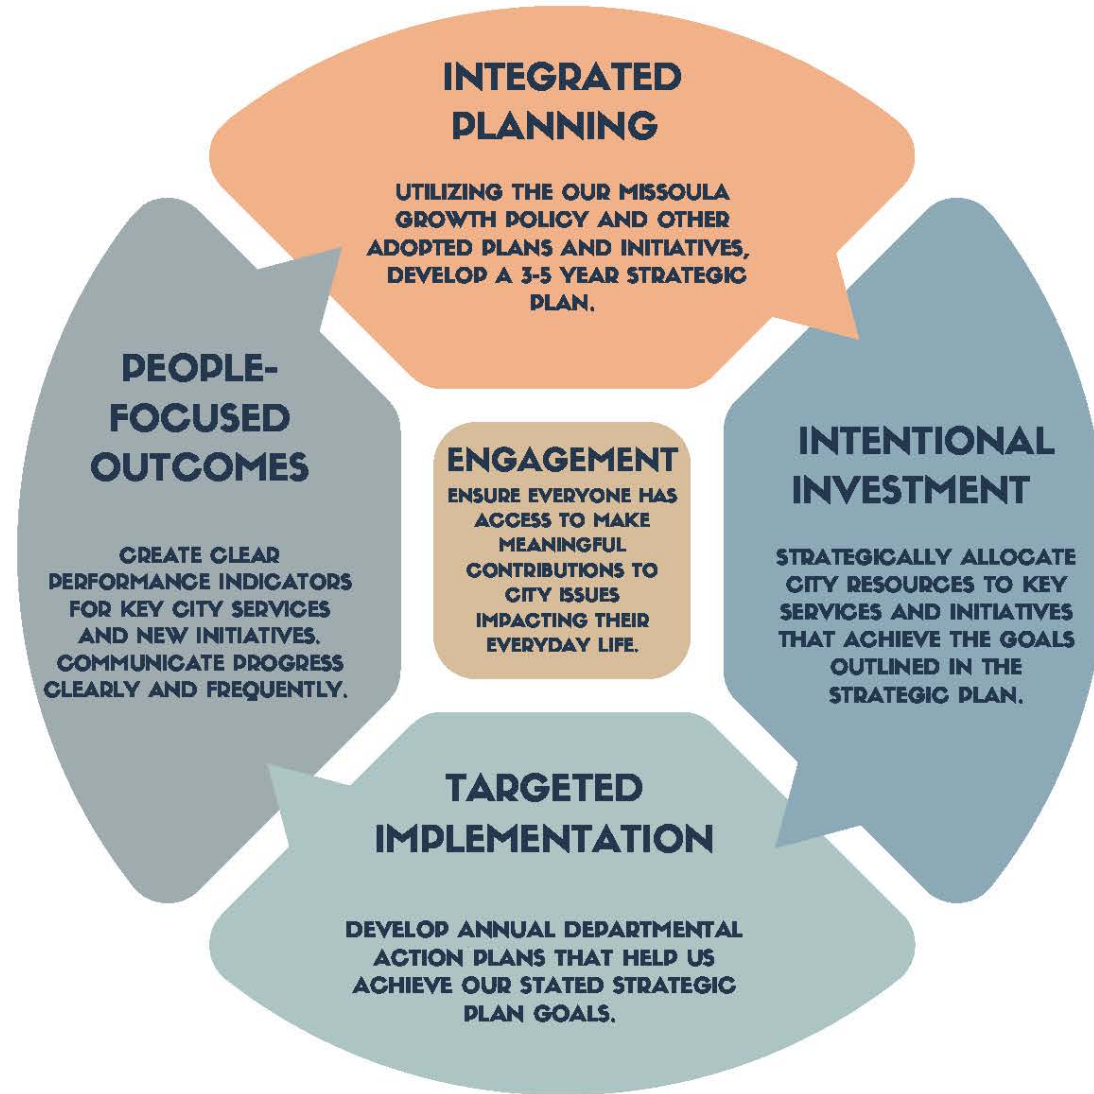 INTEGRATED
PLANNING
UTILIZING THE OUR MISSOULA
GROWTH POLICY AND OTHER
ADOPTED PLANS AND INITIATIVES,
DEVELOP A 3-5 YEAR STRATEGIC
PLAN.
INTENTIONAL
INVESTMENT
STRATEGICALLY ALLOCATE
CITY RESOURCES TO KEY
SERVICES AND INITIATIVES
THAT ACHIEVE THE GOALS
OUTLINED IN THE
STRATEGIC PLAN.
TARGETED
IMPLEMENTATION
DEVELOP ANNUAL DEPARTMENTAL
ACTION PLANS THAT HELP US
ACHIEVE OUR STATED STRATEGIC
PLAN GOALS.
PEOPLE-
FOCUSED
OUTCOMES
CREATE CLEAR
PERFORMANCE INDICATORS
FOR KEY CITY SERVICES
AND NEW INITIATIVES.
COMMUNICATE PROGRESS
CLEARLY AND FREQUENTLY.
ENGAGEMENT
ENSURE EVERYONE HAS
ACCESS TO MAKE
MEANINGFUL
CONTRIBUTIONS TO
CITY ISSUES
IMPACTING THEIR
EVERYDAY LIFE.